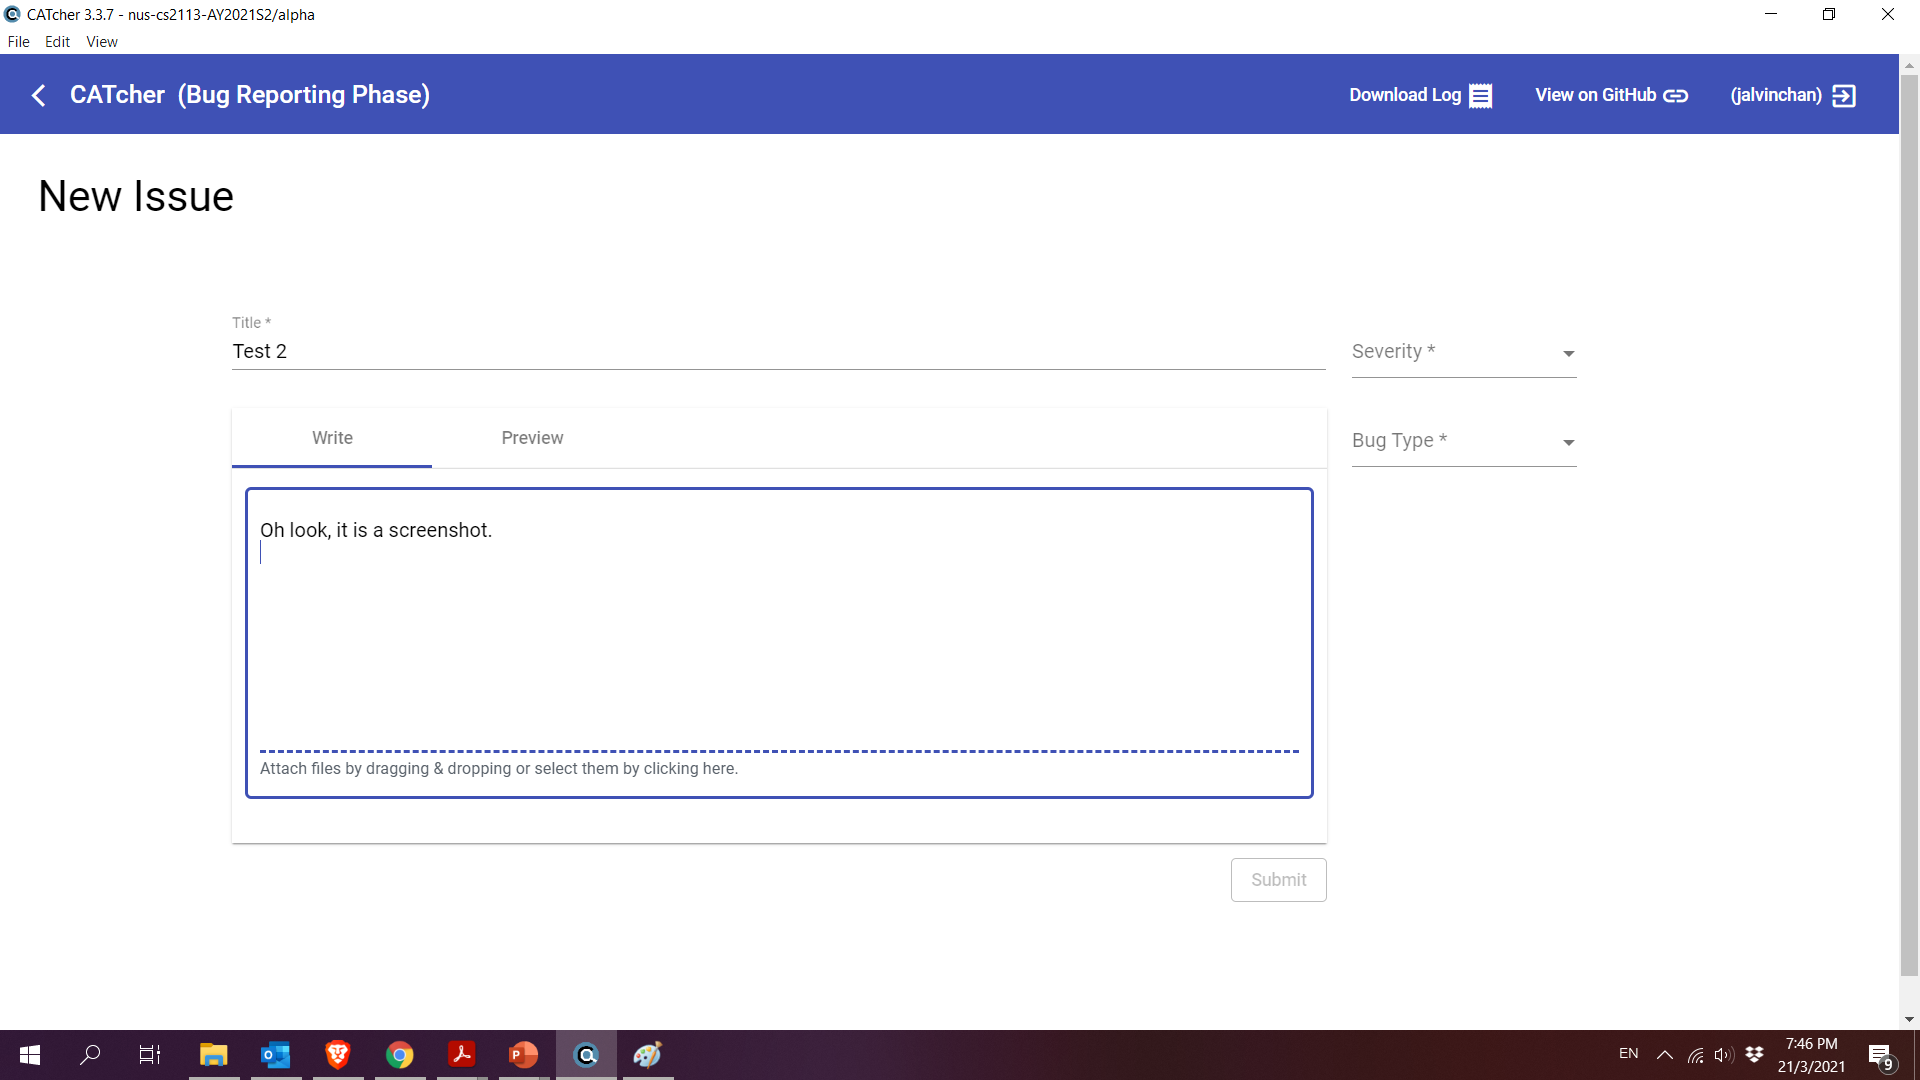 CATcher 3.3.7 - nus-cs2113-AY2021S2/alpha
File Edit View
CATcher (Bug Reporting Phase)
Download Log View on GitHub (jalvinchan)
New Issue
Title *
Test 2
Severity *
Write Preview
Bug Type *
Oh look, it is a screenshot.
Attach files by dragging & dropping or select them by clicking here.
Submit
EN
7:46 PM
21/3/2021
9